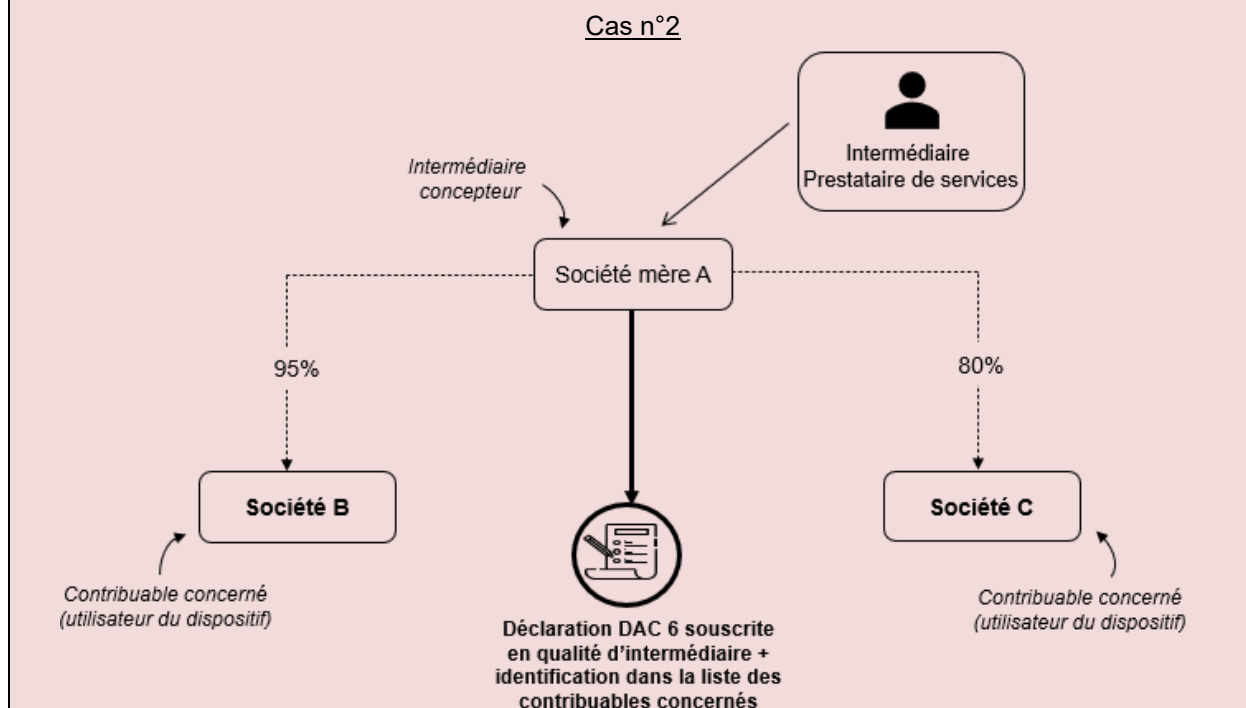 Cas n°2
Intermédiaire
Prestataire de services
Intermédiaire
concepteur
Société mère A
95%
80%
Société B
Société C
Contribuable concerné
(utilisateur du dispositif)
Contribuable concerné
(utilisateur du dispositif)
Déclaration DAC 6 souscrite
en qualité d'intermédiaire +
identification dans la liste des
contribuables concernés